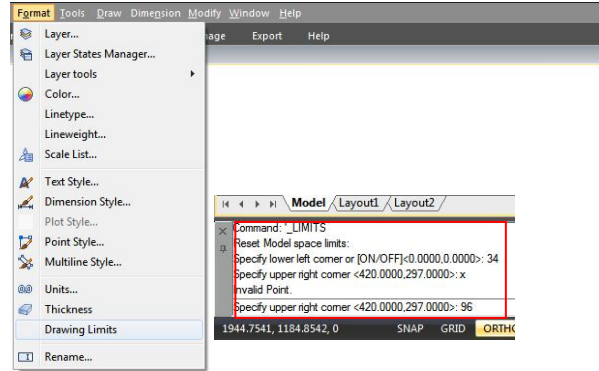 Format Tools Draw Dimension Modify Window Help
age Export Help
Layer...
Layer States Manager...
Layer tools
Color...
Linetype...
Lineweight...
Scale List...
Text Style...
Dimension Style...
Plot Style...
Point Style...
Multiline Style...
Units...
Thickness
Drawing Limits
Rename...
Model Layout1 Layout2
Command: '_LIMITS
Reset Model space limits:
Specify lower left corner or [ON/OFF]<0.0000,0.0000>: 34
Specify upper right corner <420.0000,297.0000>: x
Invalid Point.
Specify upper right corner <420.0000,297.0000>: 96
1944.7541, 1184.8542, 0 SNAP GRID ORTHO